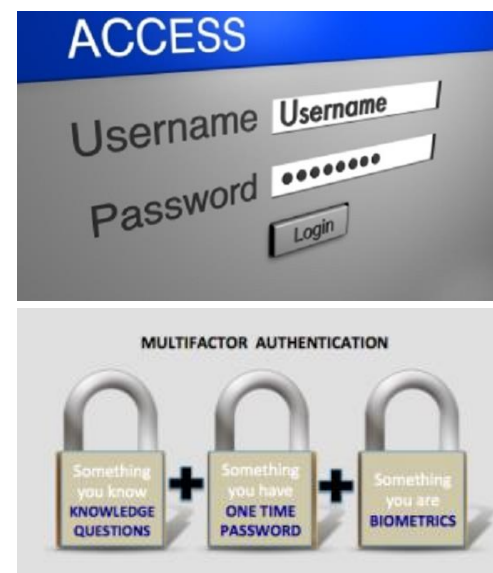 ACCESS
Username Username
Password ●●●●●●●●
Login
MULTIFACTOR AUTHENTICATION
Something
you know
KNOWLEDGE
QUESTIONS
+
Something
you have
ONE TIME
PASSWORD
+
Something
you are
BIOMETRICS